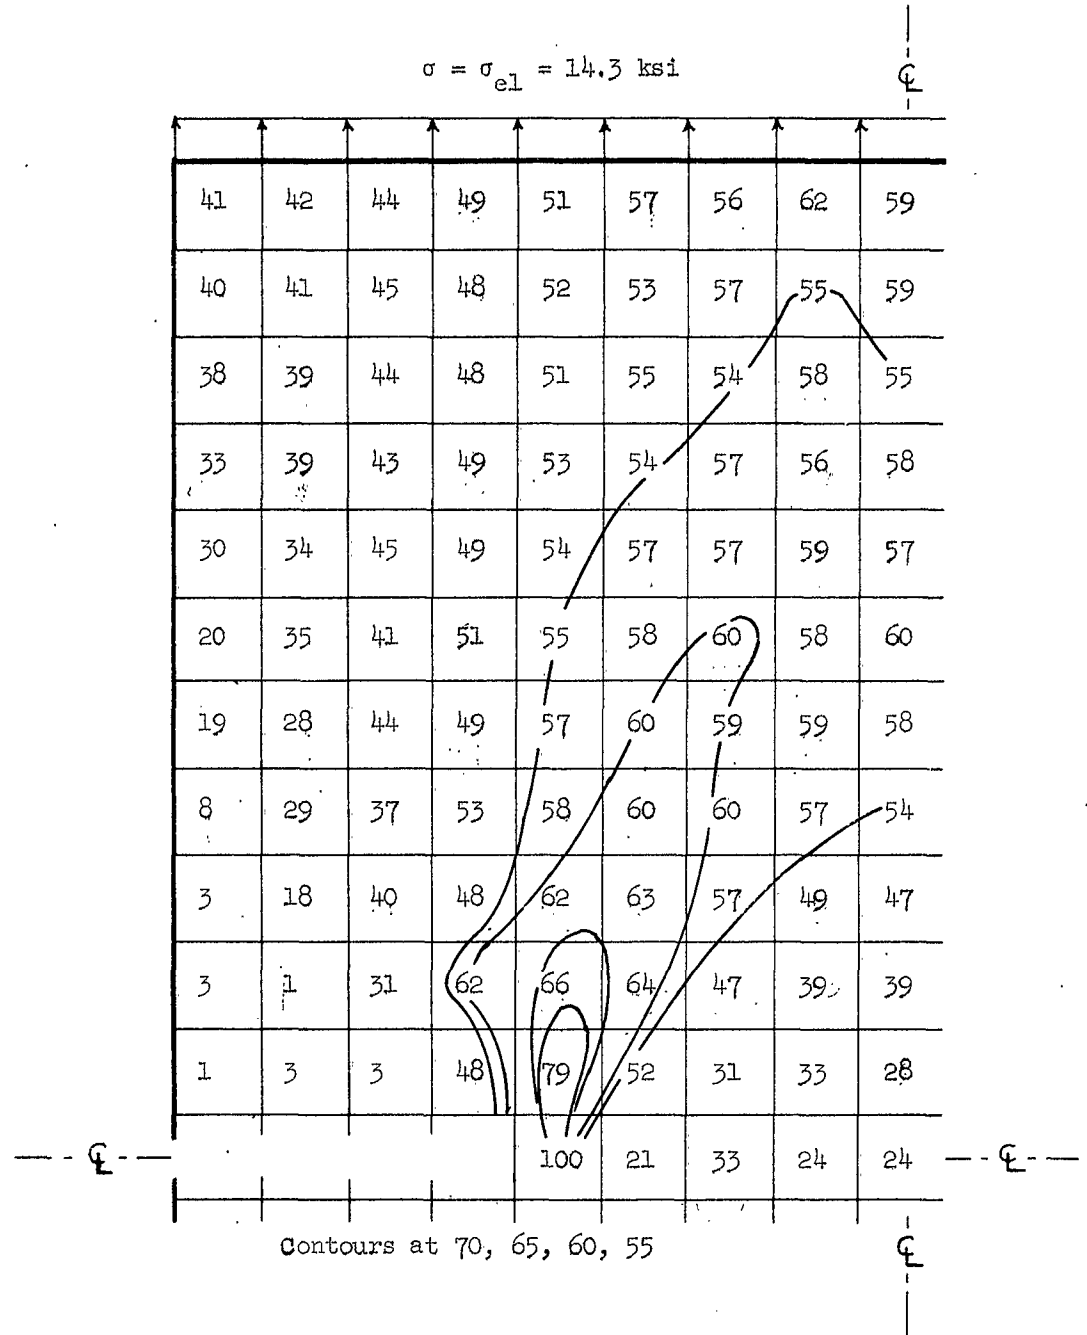 σ = σel = 14.3 ksi
℄
41 42 44 49 51 57 56 62 59
40 41 45 48 52 53 57 55 59
38 39 44 48 51 55 54 58 55
33 39 43 49 53 54 57 56 58
30 34 45 49 54 57 57 59 57
20 35 41 51 55 58 60 58 60
19 28 44 49 57 60 59 59 58
8 29 37 53 58 60 60 57 54
3 18 40 48 62 63 57 49 47
3 1 31 62 66 64 47 39 39
1 3 3 48 79 52 31 33 28
℄ 100 21 33 24 24 ℄
Contours at 70, 65, 60, 55
℄